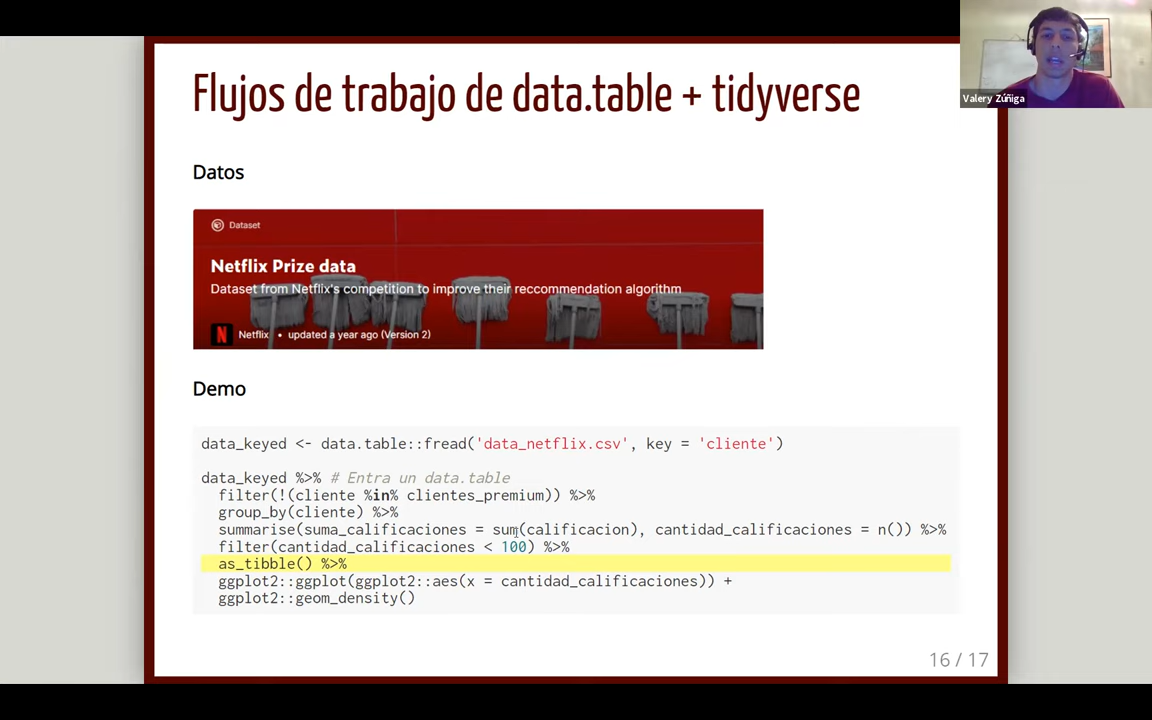 Flujos de trabajo de data.table + tidyverse
Valery Zúñiga
Datos
Dataset
Netflix Prize data
Dataset from Netflix's competition to improve their reccommendation algorithm
N Netflix • updated a year ago (Version 2)
Demo
data_keyed <- data.table::fread('data_netflix.csv', key = 'cliente')
data_keyed %>% # Entra un data.table
filter(!(cliente %in% clientes_premium)) %>%
group_by(cliente) %>%
summarise(suma_calificaciones = sum(calificacion), cantidad_calificaciones = n()) %>%
filter(cantidad_calificaciones < 100) %>%
as_tibble() %>%
ggplot2::ggplot(ggplot2::aes(x = cantidad_calificaciones)) +
ggplot2::geom_density()
16 / 17